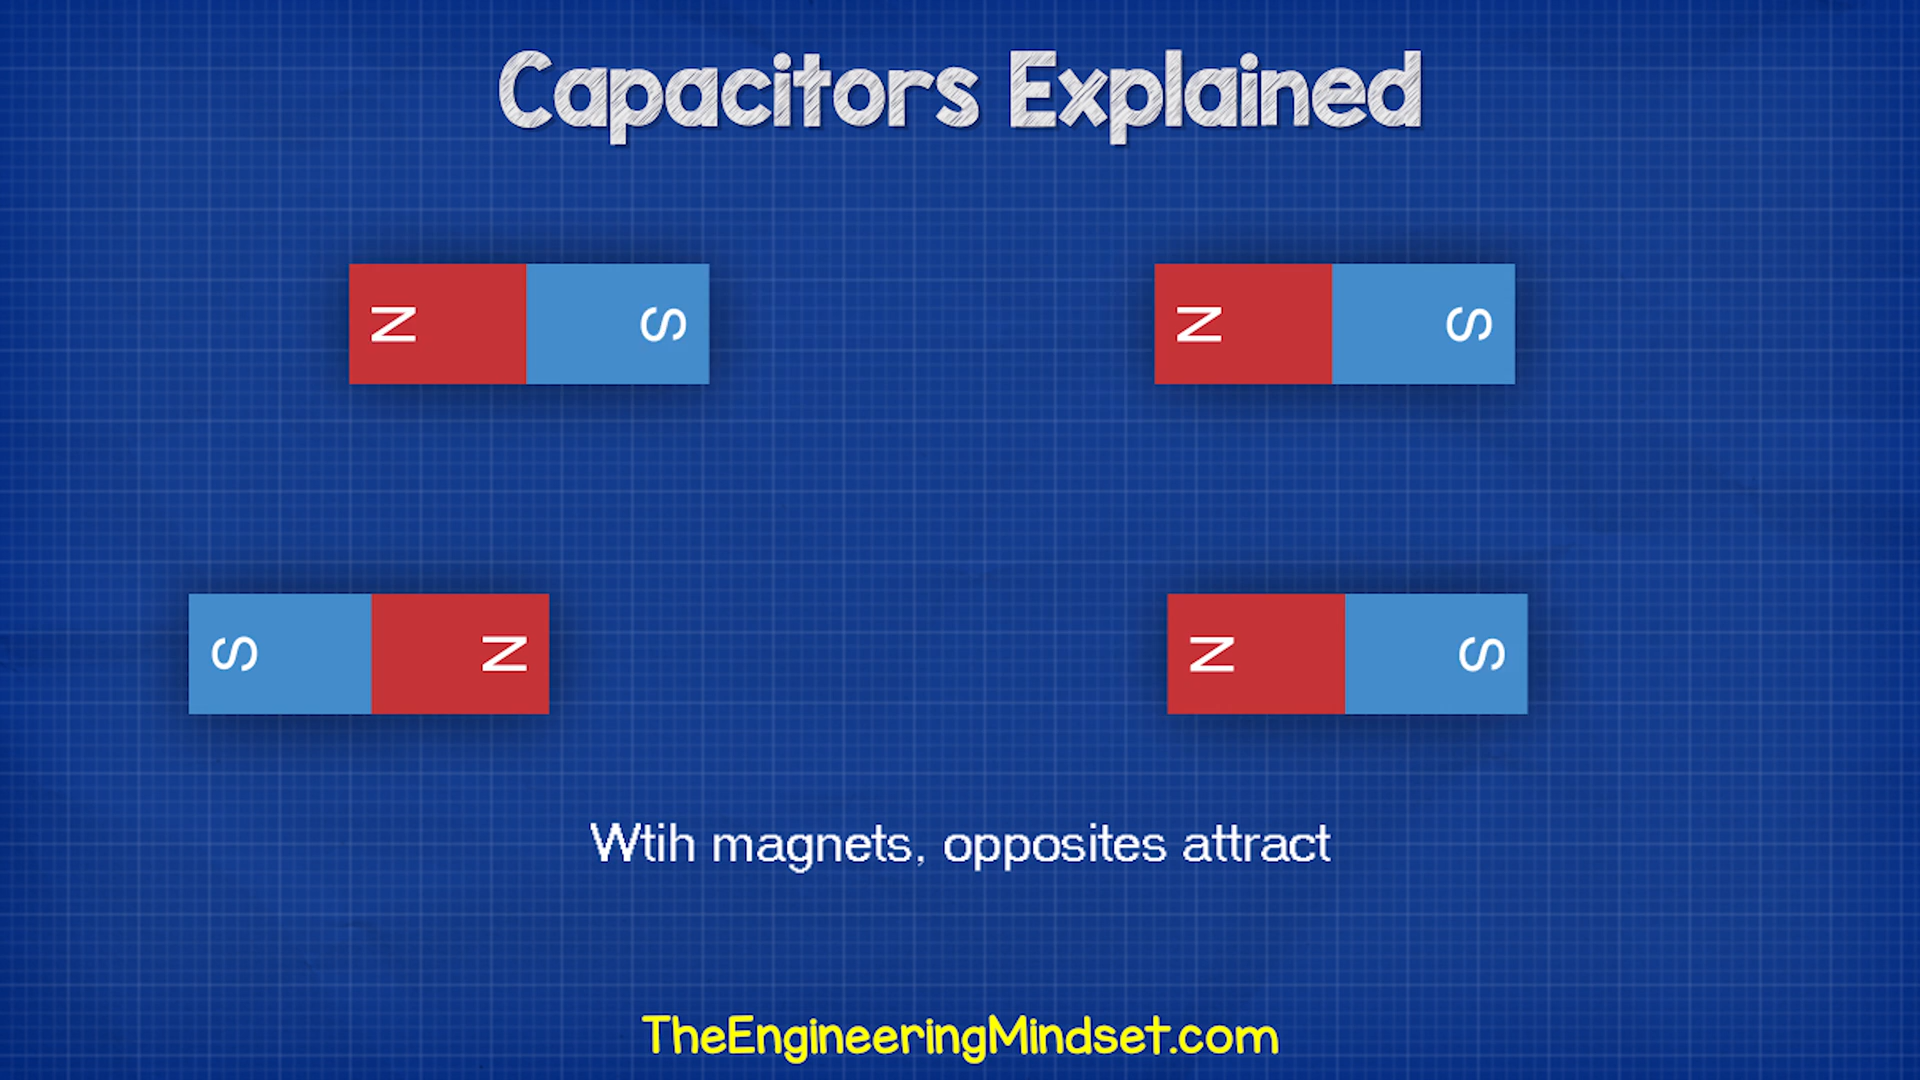 Capacitors Explained
N S N S
S N N S
Wtih magnets, opposites attract
TheEngineeringMindset.com